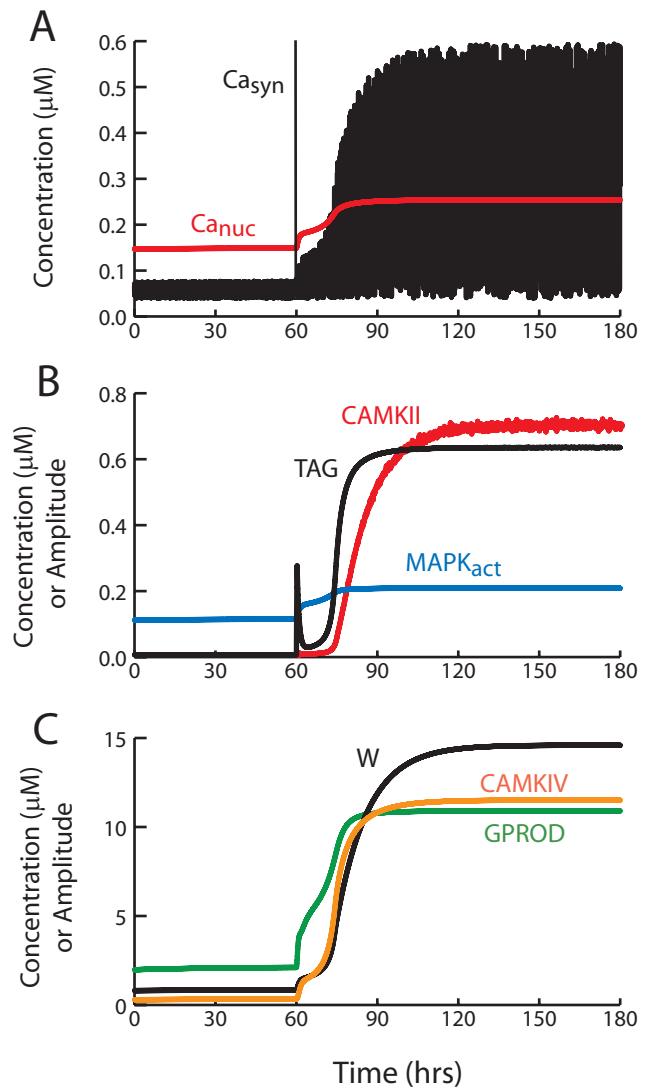 A
Concentration (μM)
0.6
0.5
0.4
0.3
0.2
0.1
0.0
Casyn
Canuc
0 30 60 90 120 150 180
B
Concentration (μM)
or Amplitude
0.8
0.6
0.4
0.2
0.0
CAMKII
TAG
MAPKact
0 30 60 90 120 150 180
C
Concentration (μM)
or Amplitude
15
10
5
0
W
CAMKIV
GPROD
0 30 60 90 120 150 180
Time (hrs)